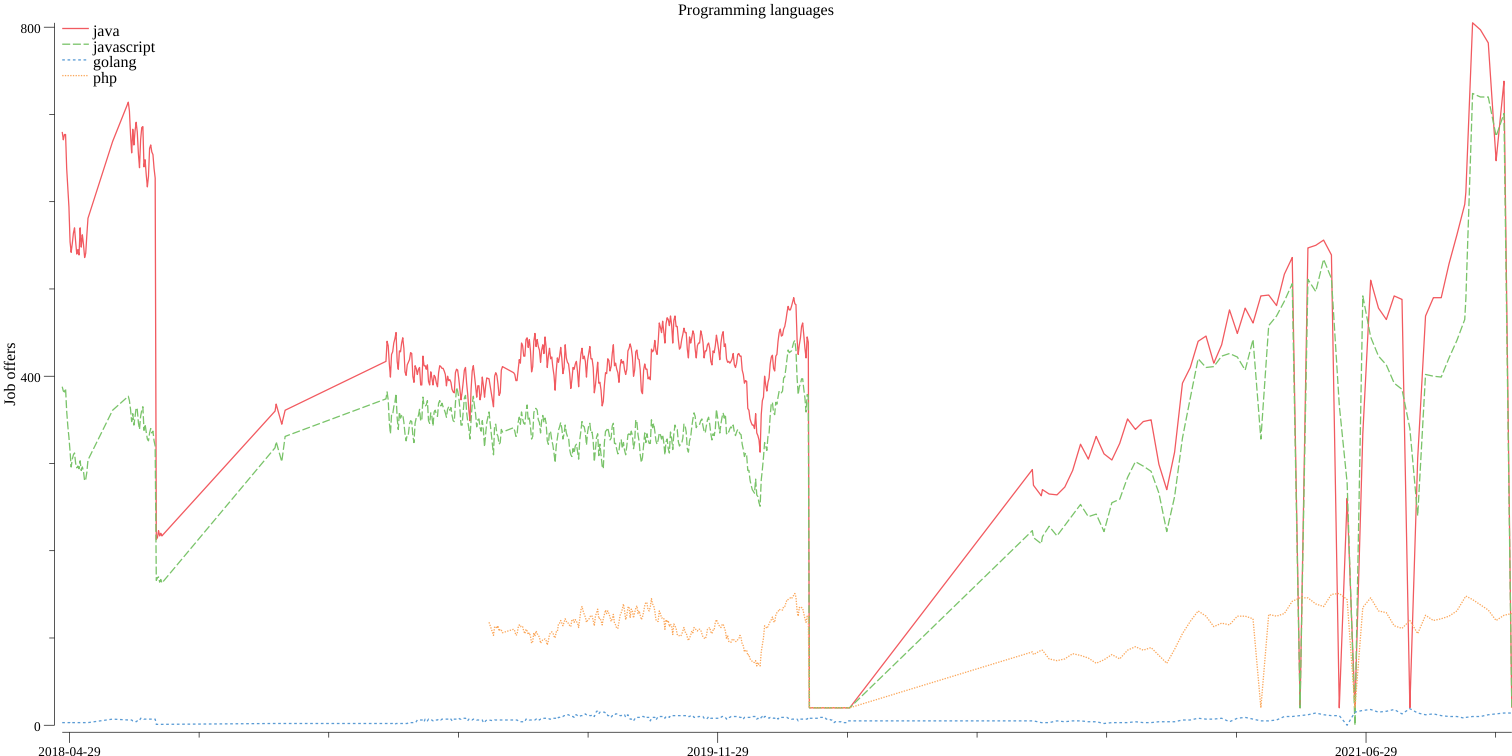 Programming languages
800
java
javascript
golang
php
Job offers
400
0
2018-04-29
2019-11-29
2021-06-29